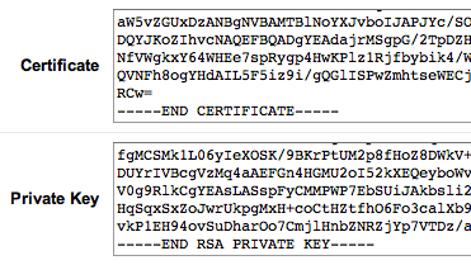 aW5vZGUxDzANBgNVBAMTBlNoYXJvboIJAPJYc/SO
DQYJKoZIhvcNAQEFBQADgYEAdajrMSgpG/2TpDZH
Certificate
NfVWgkxY64WHEe7spRygp4HwKPlz1Rjfbybik4/W
QVNFh8ogYHdAIL5F5iz9i/gQGlISPwZmhtseWECj
RCw=
-----END CERTIFICATE-----
fgMCSMk1L06yIeXOSK/9BKrPtUM2p8fHoZ8DWkV+
DUYrIVBcgVzMq4aAEFGn4HGMU2oI52kXEQeyboWv
Private Key
V0g9RlkCgYEAsLASspFyCMMPWP7EbSUiJAkbsli2
HqSqxSxZoJwrUkpgMxH+coCtHZtfhO6Fo3calXb9
vkP1EH94ovSuDharOo7CmjlHnbZNRZjYp7VTDz/a
-----END RSA PRIVATE KEY-----